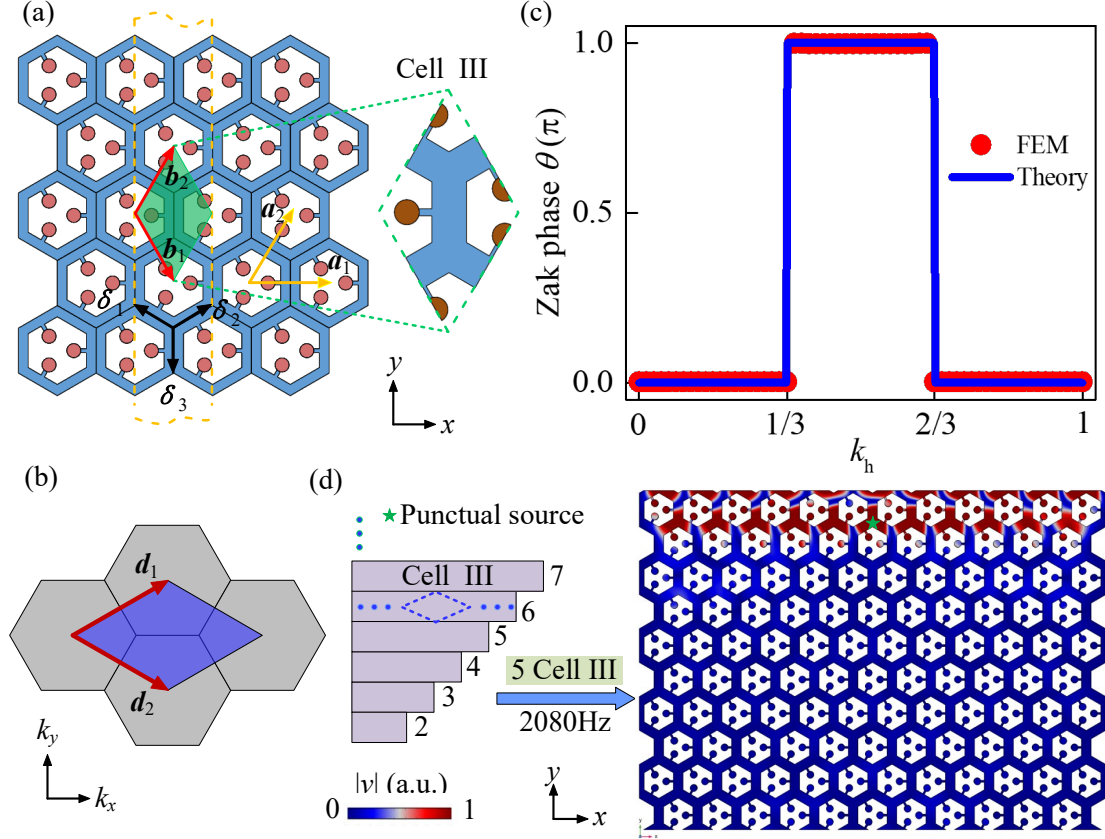 (a)
Cell III
b2
b1
a2
a1
δ1
δ2
δ3
y
x
(c)
Zak phase θ (π)
1.0
0.5
0.0
FEM
Theory
0
1/3
2/3
1
kh
(b)
d1
d2
ky
kx
(d)
Punctual source
Cell III
7
6
5
4
3
2
5 Cell III
2080Hz
|v| (a.u.)
0
1
y
x